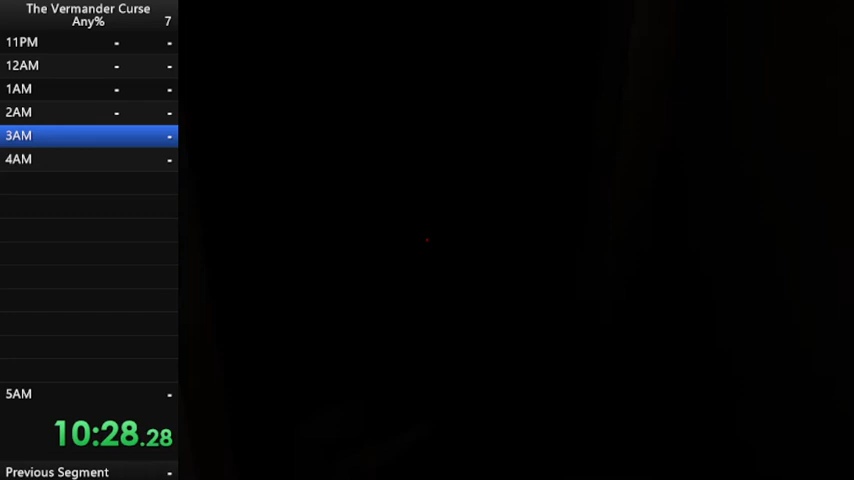 The Vermander Curse
Any% 7
11PM - -
12AM - -
1AM - -
2AM - -
3AM -
4AM -
5AM -
10:28.28
Previous Segment -